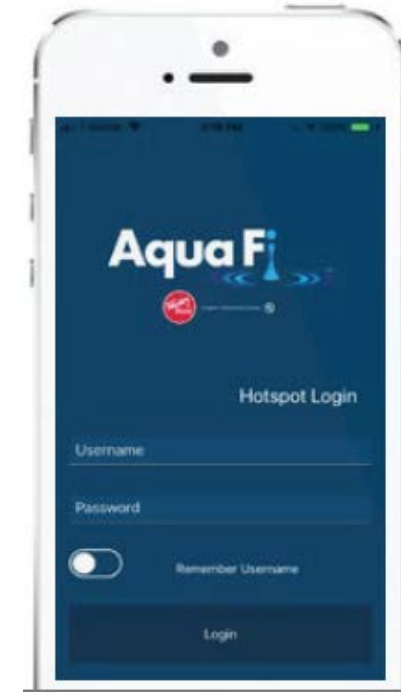 Aqua Fi
Hotspot Login
Username
Password
Remember Username
Login